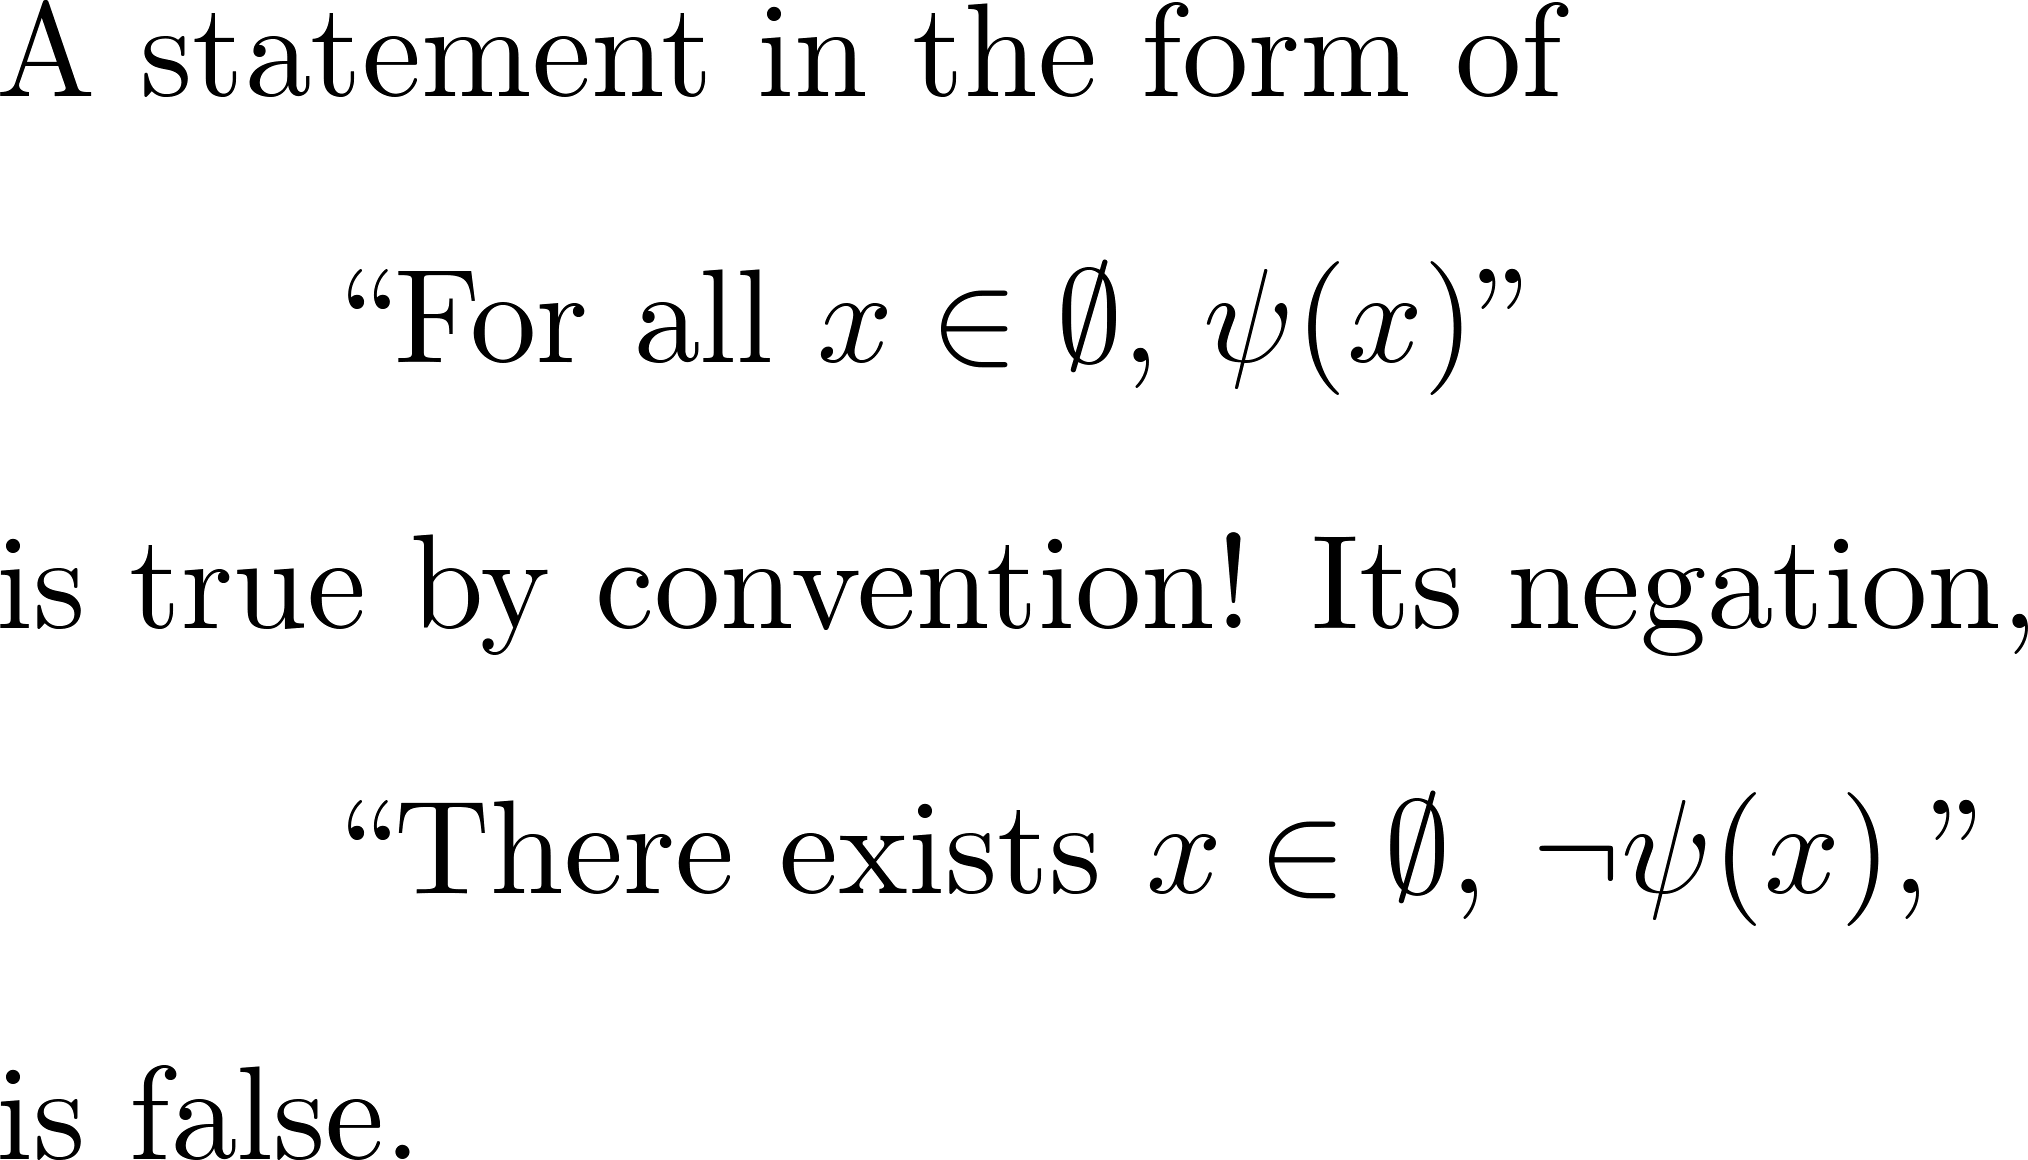 A statement in the form of
“For all x ∈ ∅, ψ(x)”
is true by convention! Its negation,
“There exists x ∈ ∅, ¬ψ(x),”
is false.